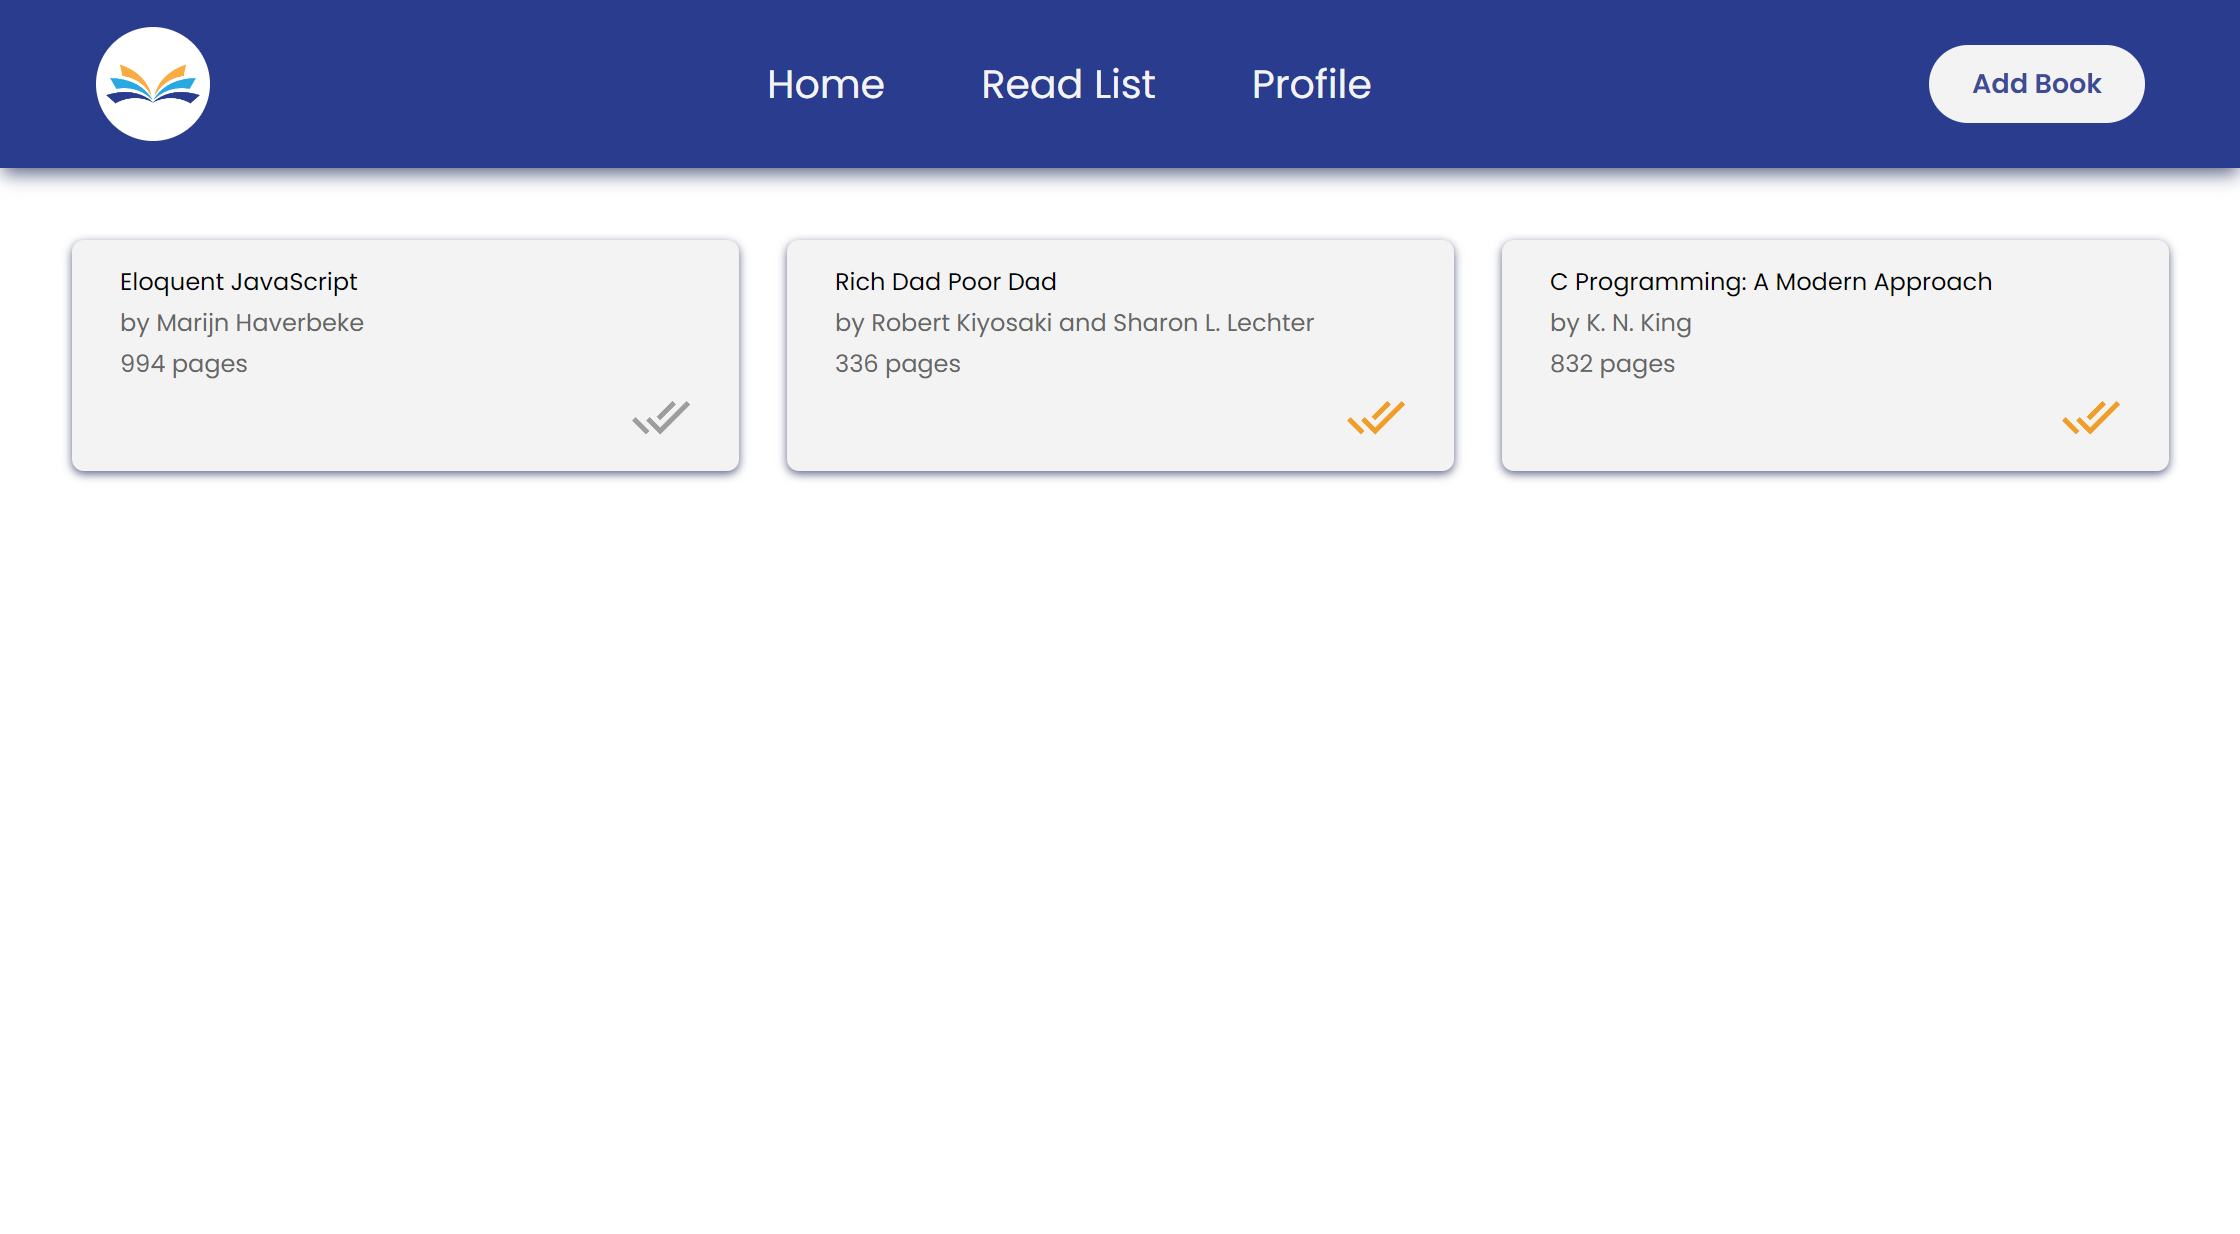 Home
Read List
Profile
Add Book
Eloquent JavaScript
by Marijn Haverbeke
994 pages
Rich Dad Poor Dad
by Robert Kiyosaki and Sharon L. Lechter
336 pages
C Programming: A Modern Approach
by K. N. King
832 pages